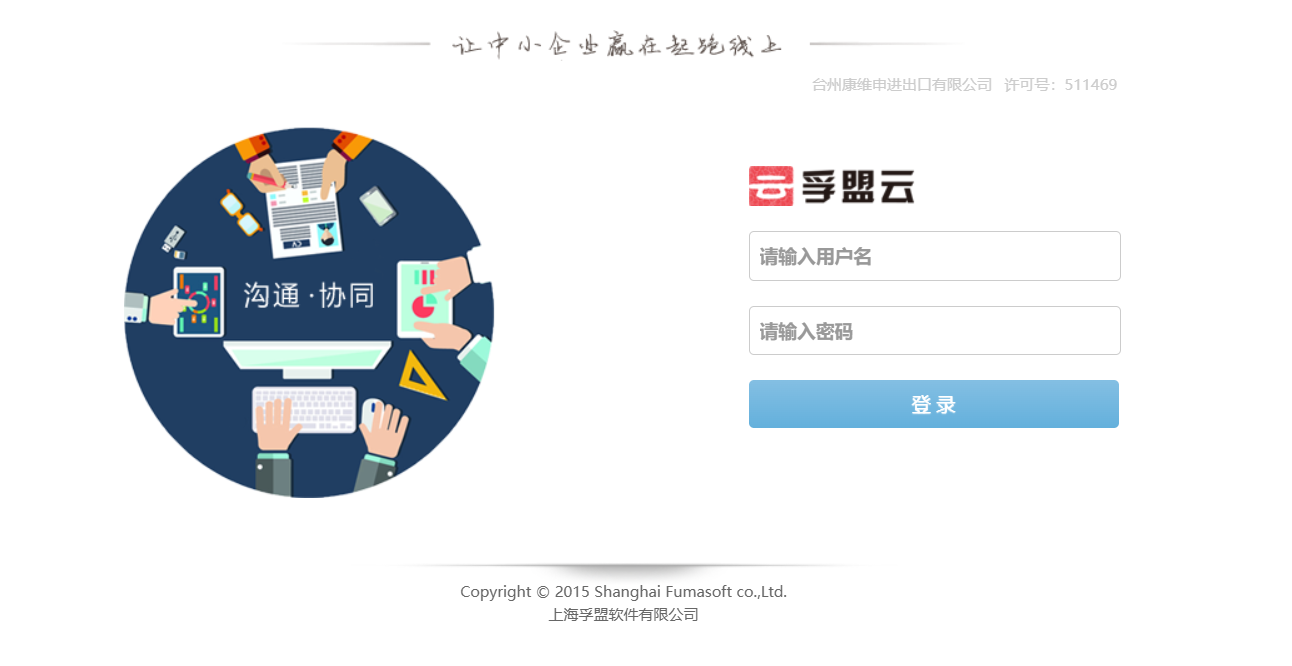 让中小企业赢在起跑线上
台州康维申进出口有限公司 许可号：511469
云 孚盟云
请输入用户名
CV
沟通·协同
请输入密码
登录
Copyright © 2015 Shanghai Fumasoft co.,Ltd.
上海孚盟软件有限公司